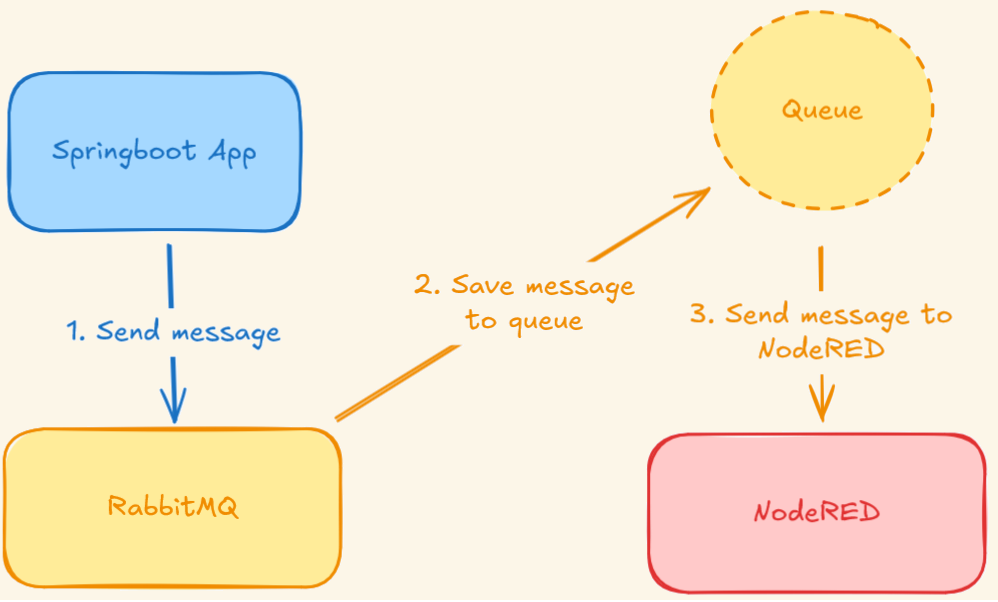 Springboot App
Queue
1. Send message
2. Save message
to queue
3. Send message to
NodeRED
RabbitMQ
NodeRED